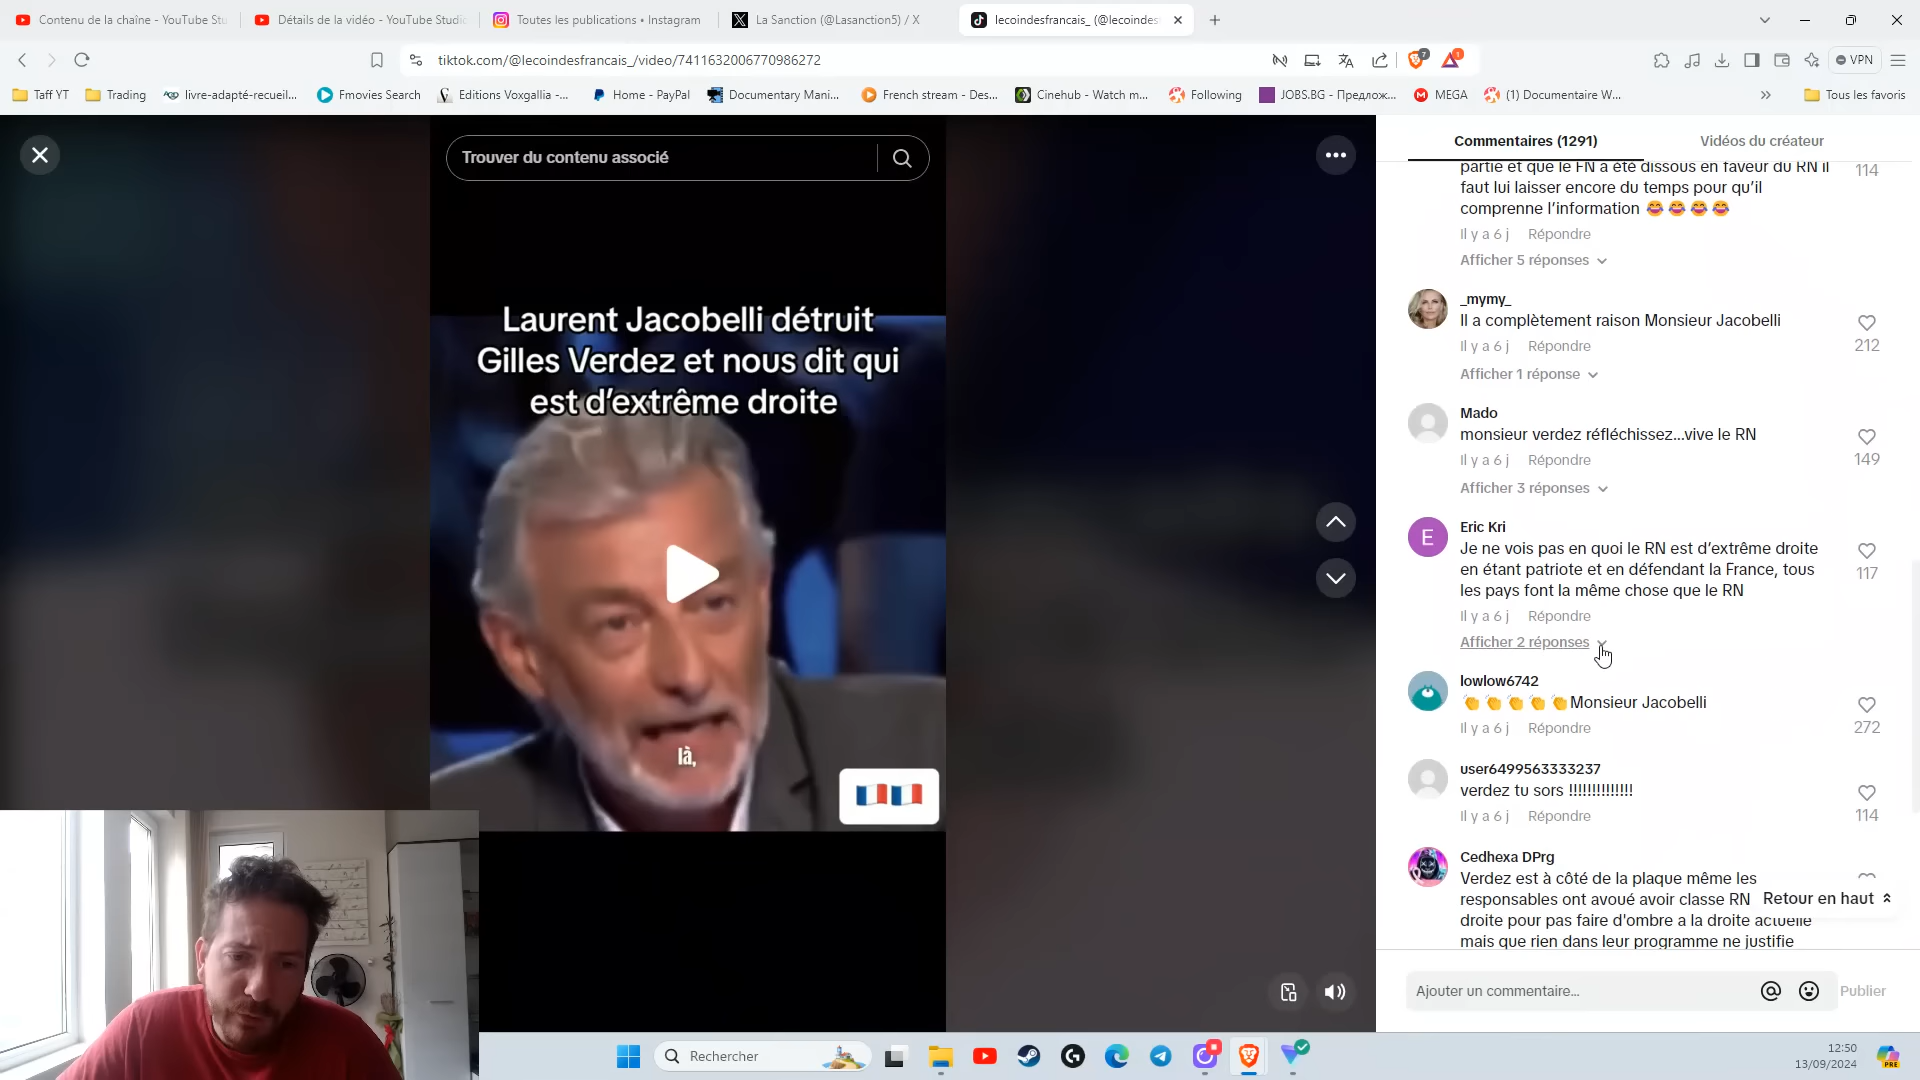 Contenu de la chaîne - YouTube Stu
Détails de la vidéo - YouTube Studio
Toutes les publications • Instagram
La Sanction (@Lasanction5) / X
lecoindesfrancais_ (@lecoindes
tiktok.com/@lecoindesfrancais_/video/7411632006770986272
7
1
VPN
Taff YT
Trading
livre-adapté-recueil...
Fmovies Search
Editions Voxgallia -...
Home - PayPal
Documentary Mani...
French stream - Des...
Cinehub - Watch m...
Following
JOBS.BG - Предлож...
MEGA
(1) Documentaire W...
Tous les favoris
Trouver du contenu associé
Laurent Jacobelli détruit
Gilles Verdez et nous dit qui
est d’extrême droite
là,
Commentaires (1291)
Vidéos du créateur
partie et que le FN a été dissous en faveur du RN il
faut lui laisser encore du temps pour qu’il
comprenne l’information 😂 😂 😂 😂
114
Il y a 6 j Répondre
Afficher 5 réponses
_mymy_
Il a complètement raison Monsieur Jacobelli
212
Il y a 6 j Répondre
Afficher 1 réponse
Mado
monsieur verdez réfléchissez...vive le RN
149
Il y a 6 j Répondre
Afficher 3 réponses
E
Eric Kri
Je ne vois pas en quoi le RN est d’extrême droite
en étant patriote et en défendant la France, tous
les pays font la même chose que le RN
117
Il y a 6 j Répondre
Afficher 2 réponses
lowlow6742
👏 👏 👏 👏 👏Monsieur Jacobelli
272
Il y a 6 j Répondre
user6499563333237
verdez tu sors !!!!!!!!!!!!!!
114
Il y a 6 j Répondre
Cedhexa DPrg
Verdez est à côté de la plaque même les
responsables ont avoué avoir classe RN
droite pour pas faire d'ombre a la droite actuelle
mais que rien dans leur programme ne justifie
Retour en haut
Ajouter un commentaire...
Publier
Rechercher
12:50
13/09/2024
PRE